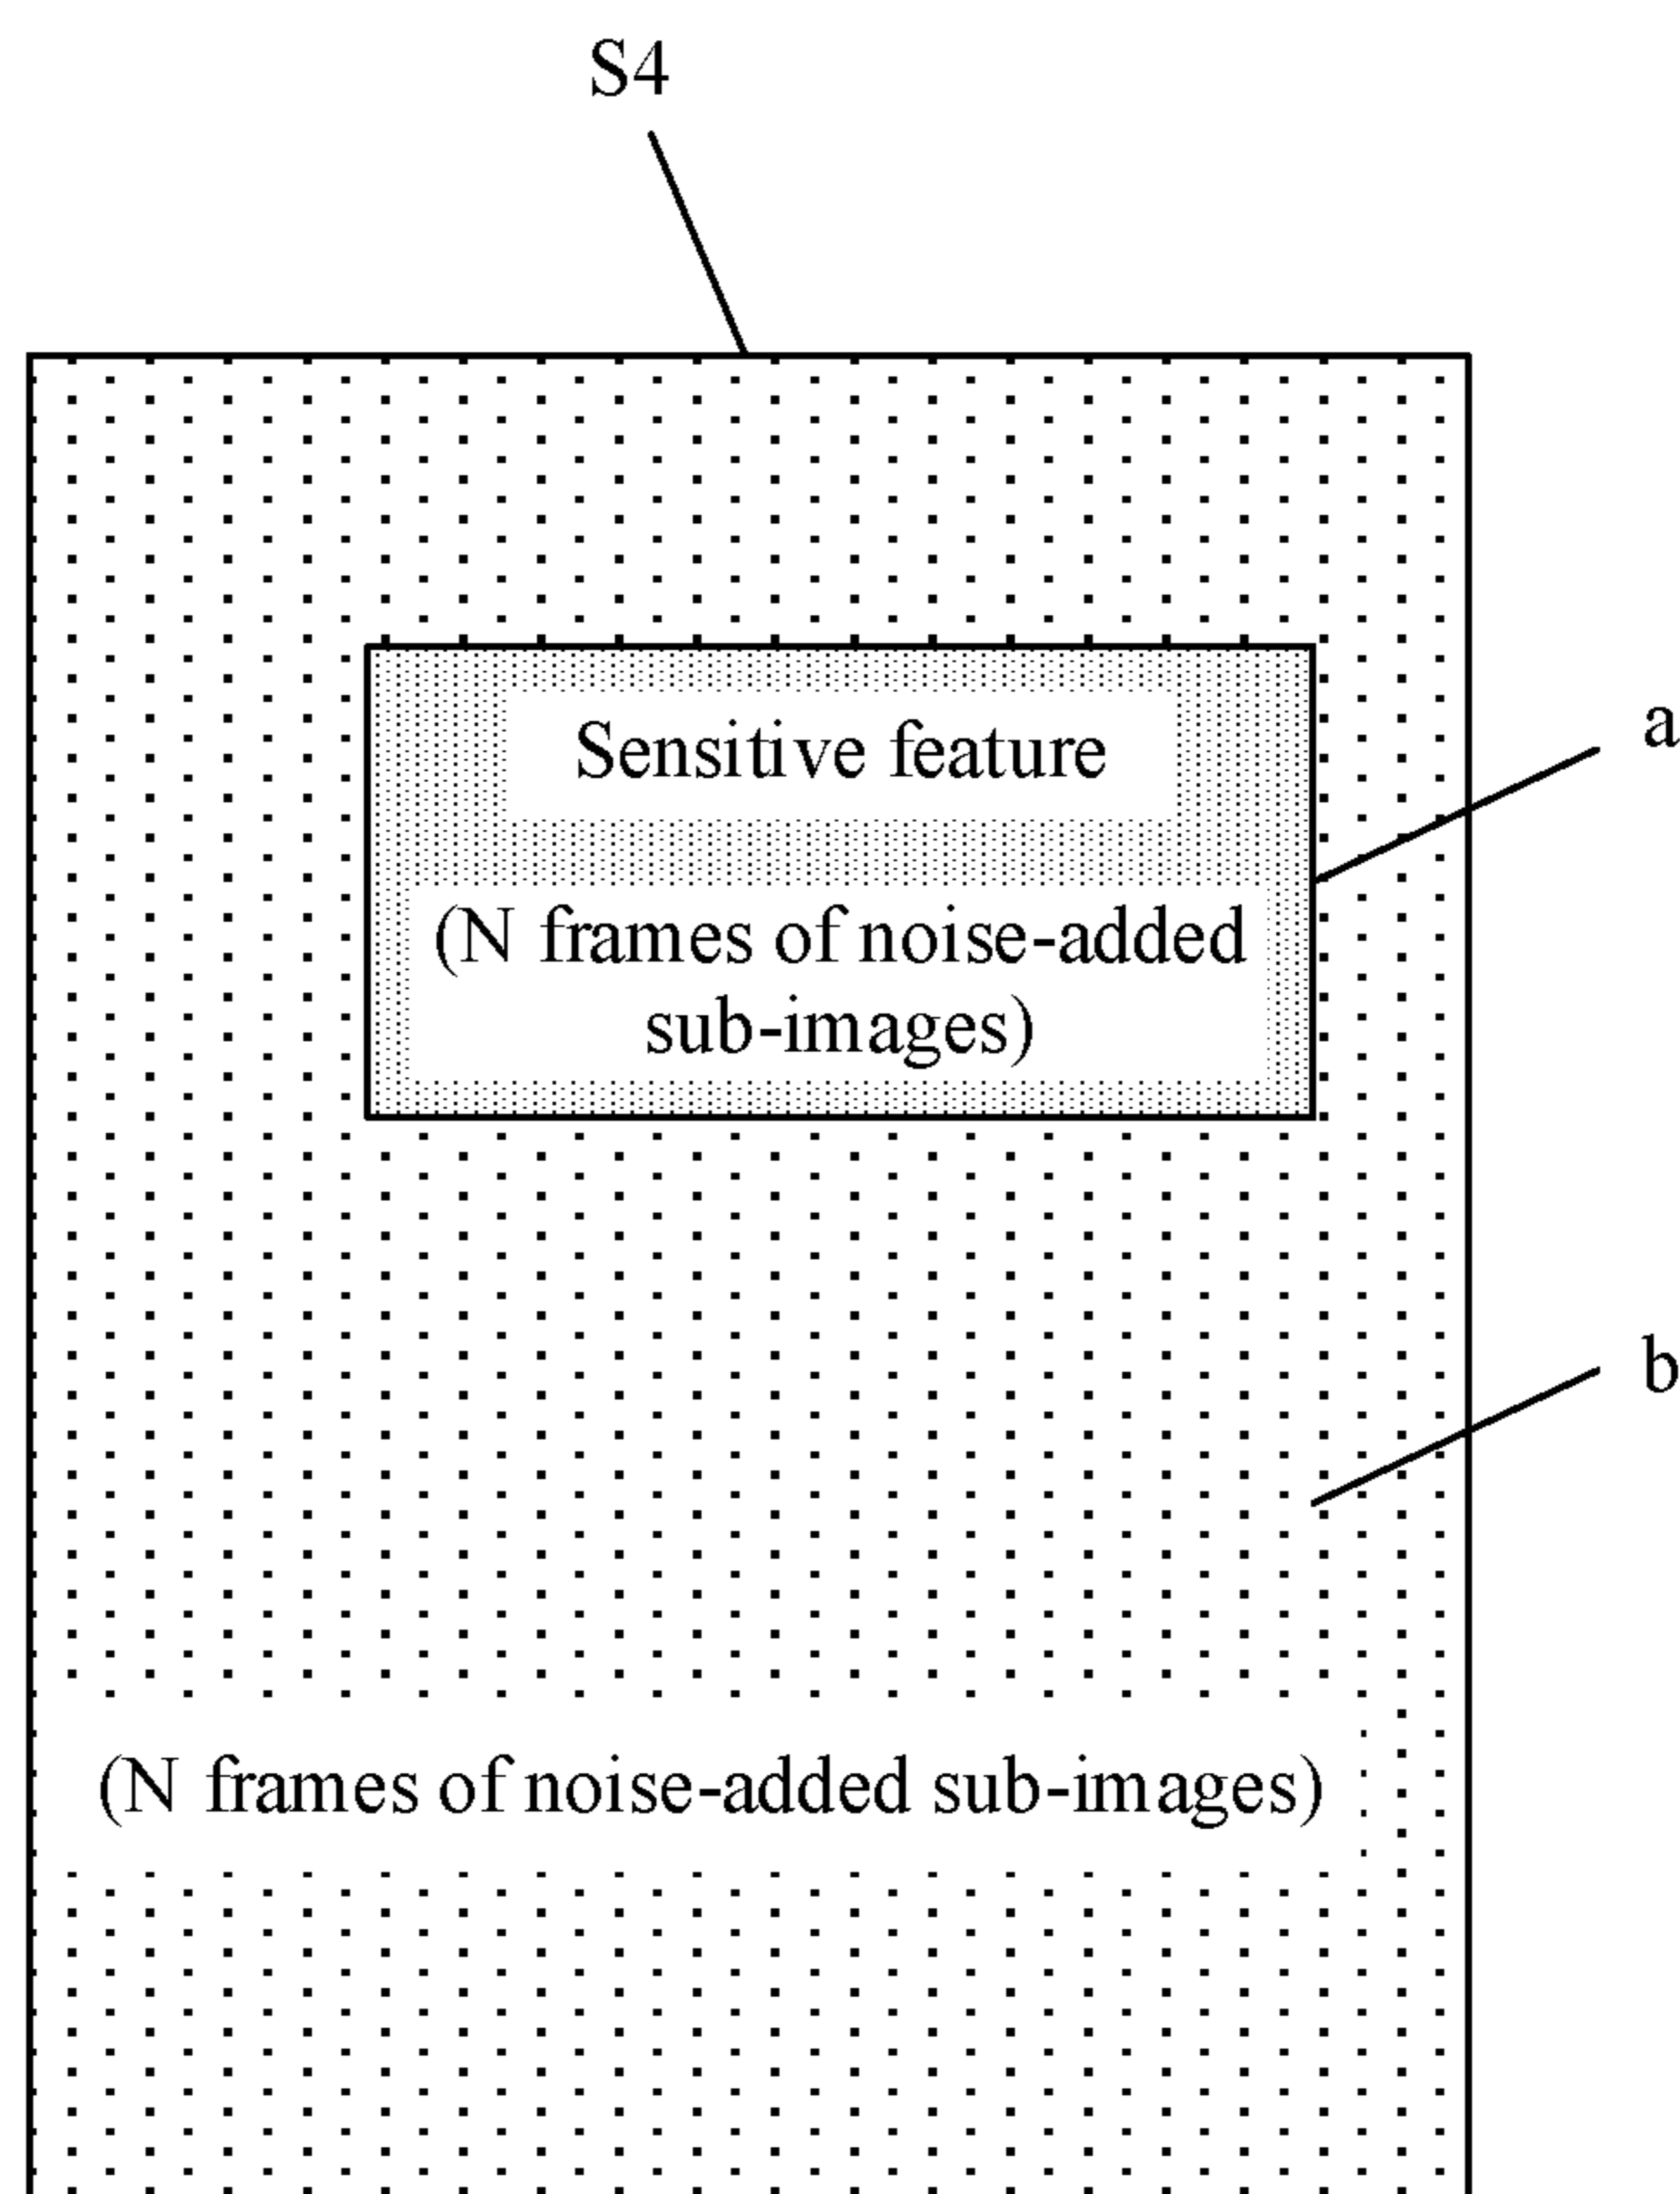 S4
Sensitive feature
a
(N frames of noise-added
sub-images)
b
(N frames of noise-added sub-images)